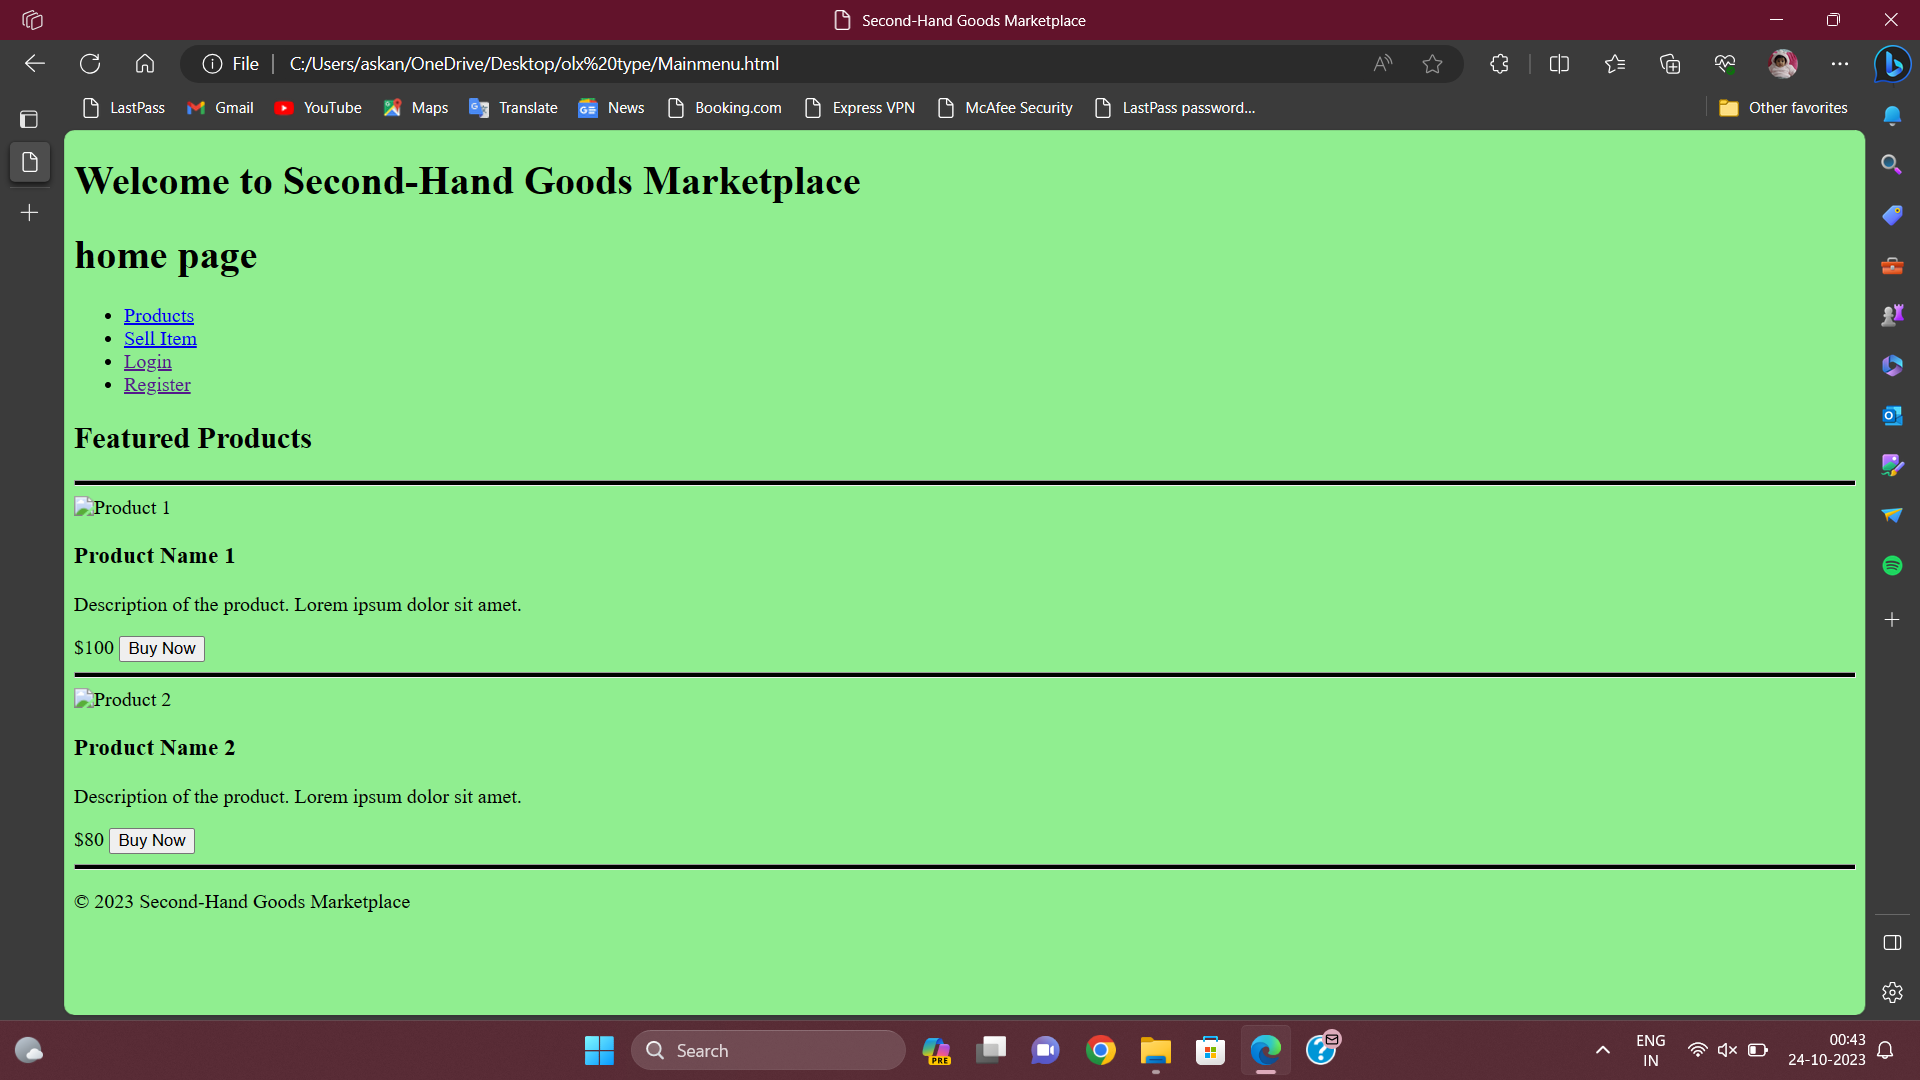 Second-Hand Goods Marketplace
File
C:/Users/askan/OneDrive/Desktop/olx%20type/Mainmenu.html
LastPass Gmail YouTube Maps Translate News Booking.com Express VPN McAfee Security LastPass password... Other favorites
Welcome to Second-Hand Goods Marketplace
home page
Products
Sell Item
Login
Register
Featured Products
Product 1
Product Name 1
Description of the product. Lorem ipsum dolor sit amet.
$100 Buy Now
Product 2
Product Name 2
Description of the product. Lorem ipsum dolor sit amet.
$80 Buy Now
© 2023 Second-Hand Goods Marketplace
Search
PRE
ENG
IN
00:43
24-10-2023